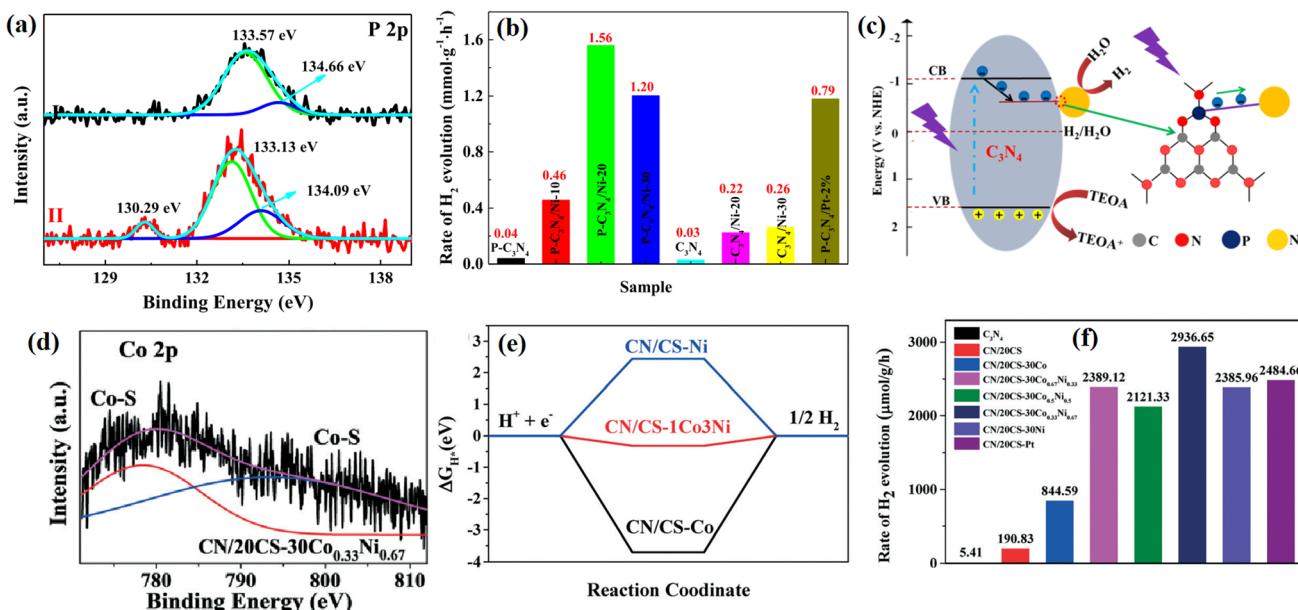 (a)
P 2p
133.57 eV
134.66 eV
I
133.13 eV
134.09 eV
130.29 eV
II
Intensity (a.u.)
129
132
135
138
Binding Energy (eV)
(b)
Rate of H2 evolution (mmol·g⁻¹·h⁻¹)
1.6
1.2
0.8
0.4
0.0
0.04
P-C3N4
0.46
P-C3N4/Ni-10
1.56
P-C3N4/Ni-20
1.20
P-C3N4/Ni-30
0.03
C3N4
0.22
C3N4/Ni-20
0.26
C3N4/Ni-30
0.79
P-C3N4/Pt-2%
Sample
(c)
Energy (V vs. NHE)
-2
-1
0
1
2
CB
VB
H2O
H2
H2/H2O
C3N4
TEOA
TEOA+
C
N
P
N
(d)
Co 2p
Co-S
Co-S
CN/20CS-30Co0.33Ni0.67
Intensity (a.u.)
780
790
800
810
Binding Energy (eV)
(e)
ΔGH*(eV)
3
2
1
0
-1
-2
-3
-4
CN/CS-Ni
H+ + e-
CN/CS-1Co3Ni
1/2 H2
CN/CS-Co
Reaction Coodinate
(f)
Rate of H2 evolution (µmol/g/h)
3000
2000
1000
0
C3N4
CN/20CS
CN/20CS-30Co
CN/20CS-30Co0.67Ni0.33
CN/20CS-30Co0.5Ni0.5
CN/20CS-30Co0.33Ni0.67
CN/20CS-30Ni
CN/20CS-Pt
5.41
190.83
844.59
2389.12
2121.33
2936.65
2385.96
2484.66